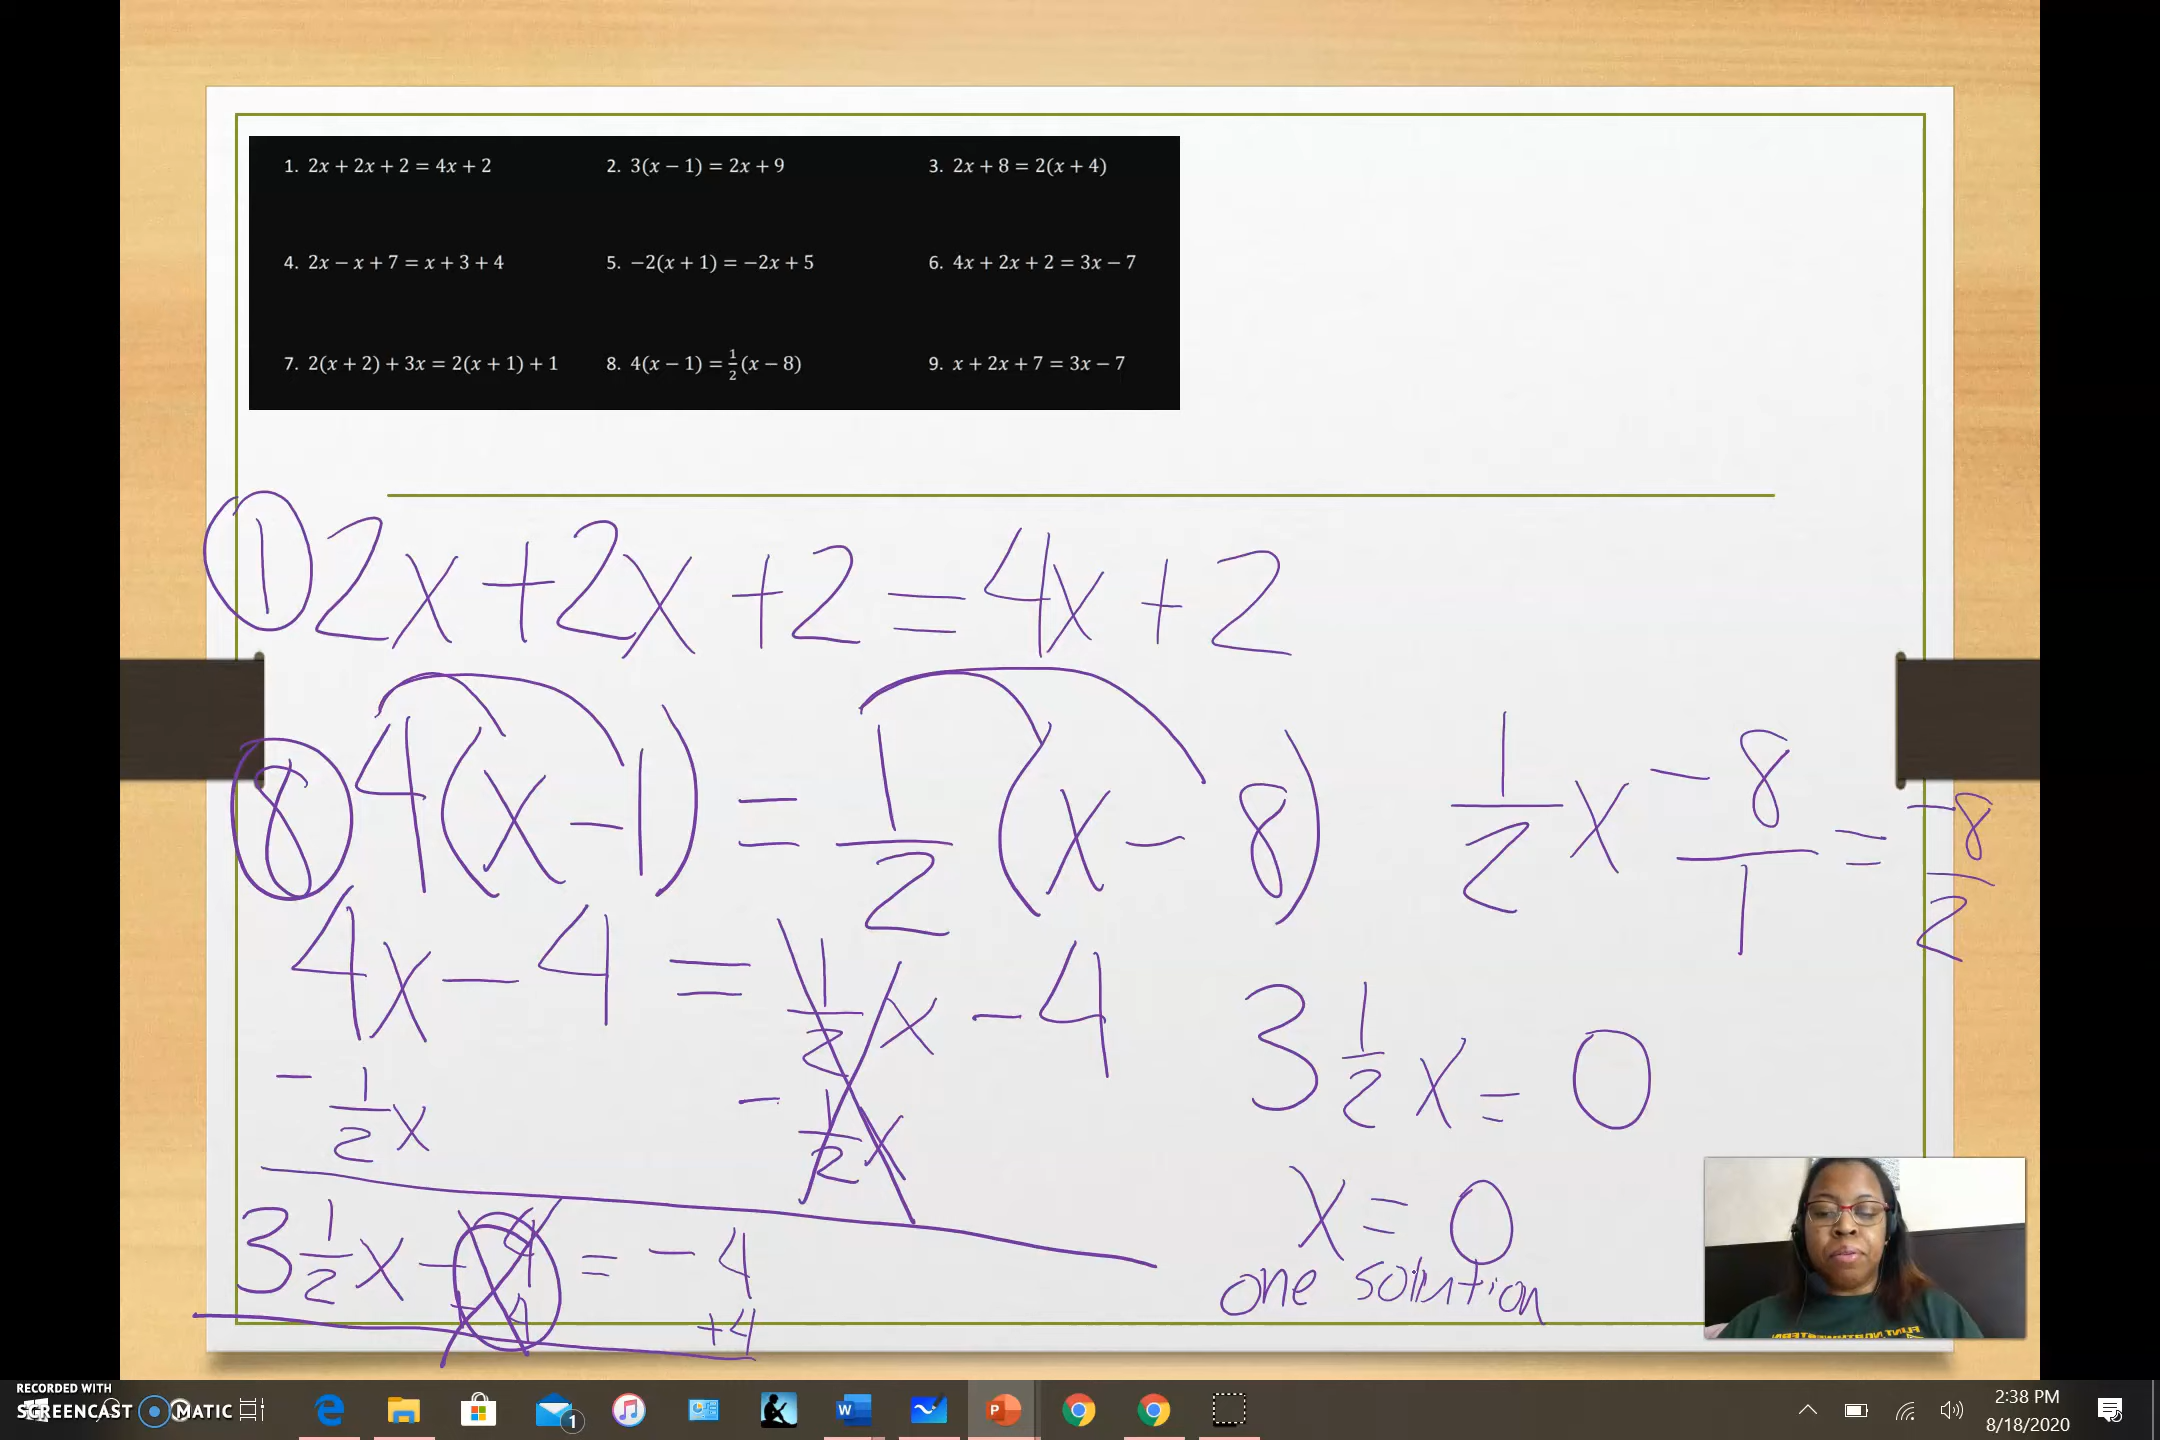 1. 2x + 2x + 2 = 4x + 2 2. 3(x − 1) = 2x + 9 3. 2x + 8 = 2(x + 4)
4. 2x − x + 7 = x + 3 + 4 5. −2(x + 1) = −2x + 5 6. 4x + 2x + 2 = 3x − 7
7. 2(x + 2) + 3x = 2(x + 1) + 1 8. 4(x − 1) = 1/2(x − 8) 9. x + 2x + 7 = 3x − 7
① 2x + 2x + 2 = 4x + 2
⑧ 4(x − 1) = 1/2 (x − 8)
1/2 x −8/1 = −8/2
4x − 4 = 1/2 x − 4
− 1/2 x − 1/2 x
3 1/2 x − 4 = − 4
+4 +4
3 1/2 x = 0
x = 0
one solution
RECORDED WITH
SCREENCAST MATIC
1
W
P
2:38 PM
8/18/2020